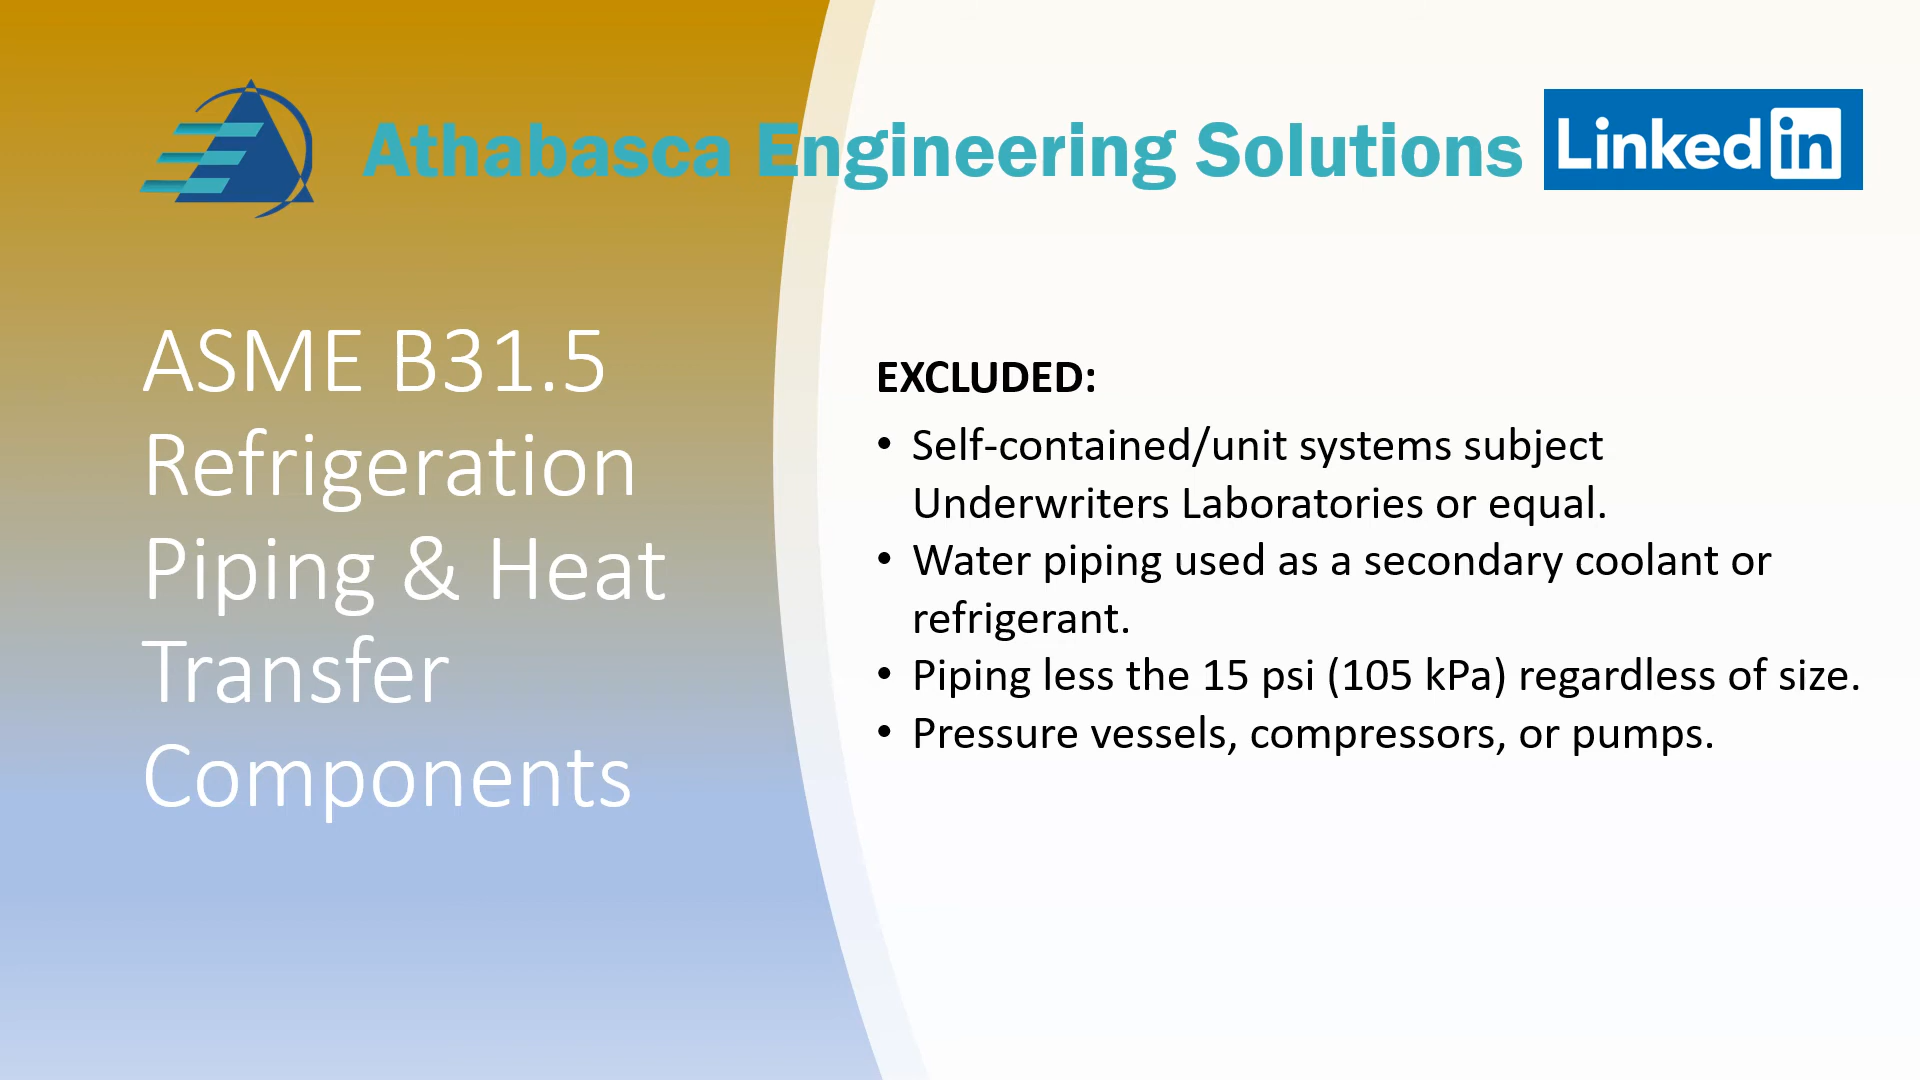 Athabasca Engineering Solutions
Linked in
ASME B31.5
Refrigeration
Piping & Heat
Transfer
Components
EXCLUDED:
• Self-contained/unit systems subject
Underwriters Laboratories or equal.
• Water piping used as a secondary coolant or
refrigerant.
• Piping less the 15 psi (105 kPa) regardless of size.
• Pressure vessels, compressors, or pumps.